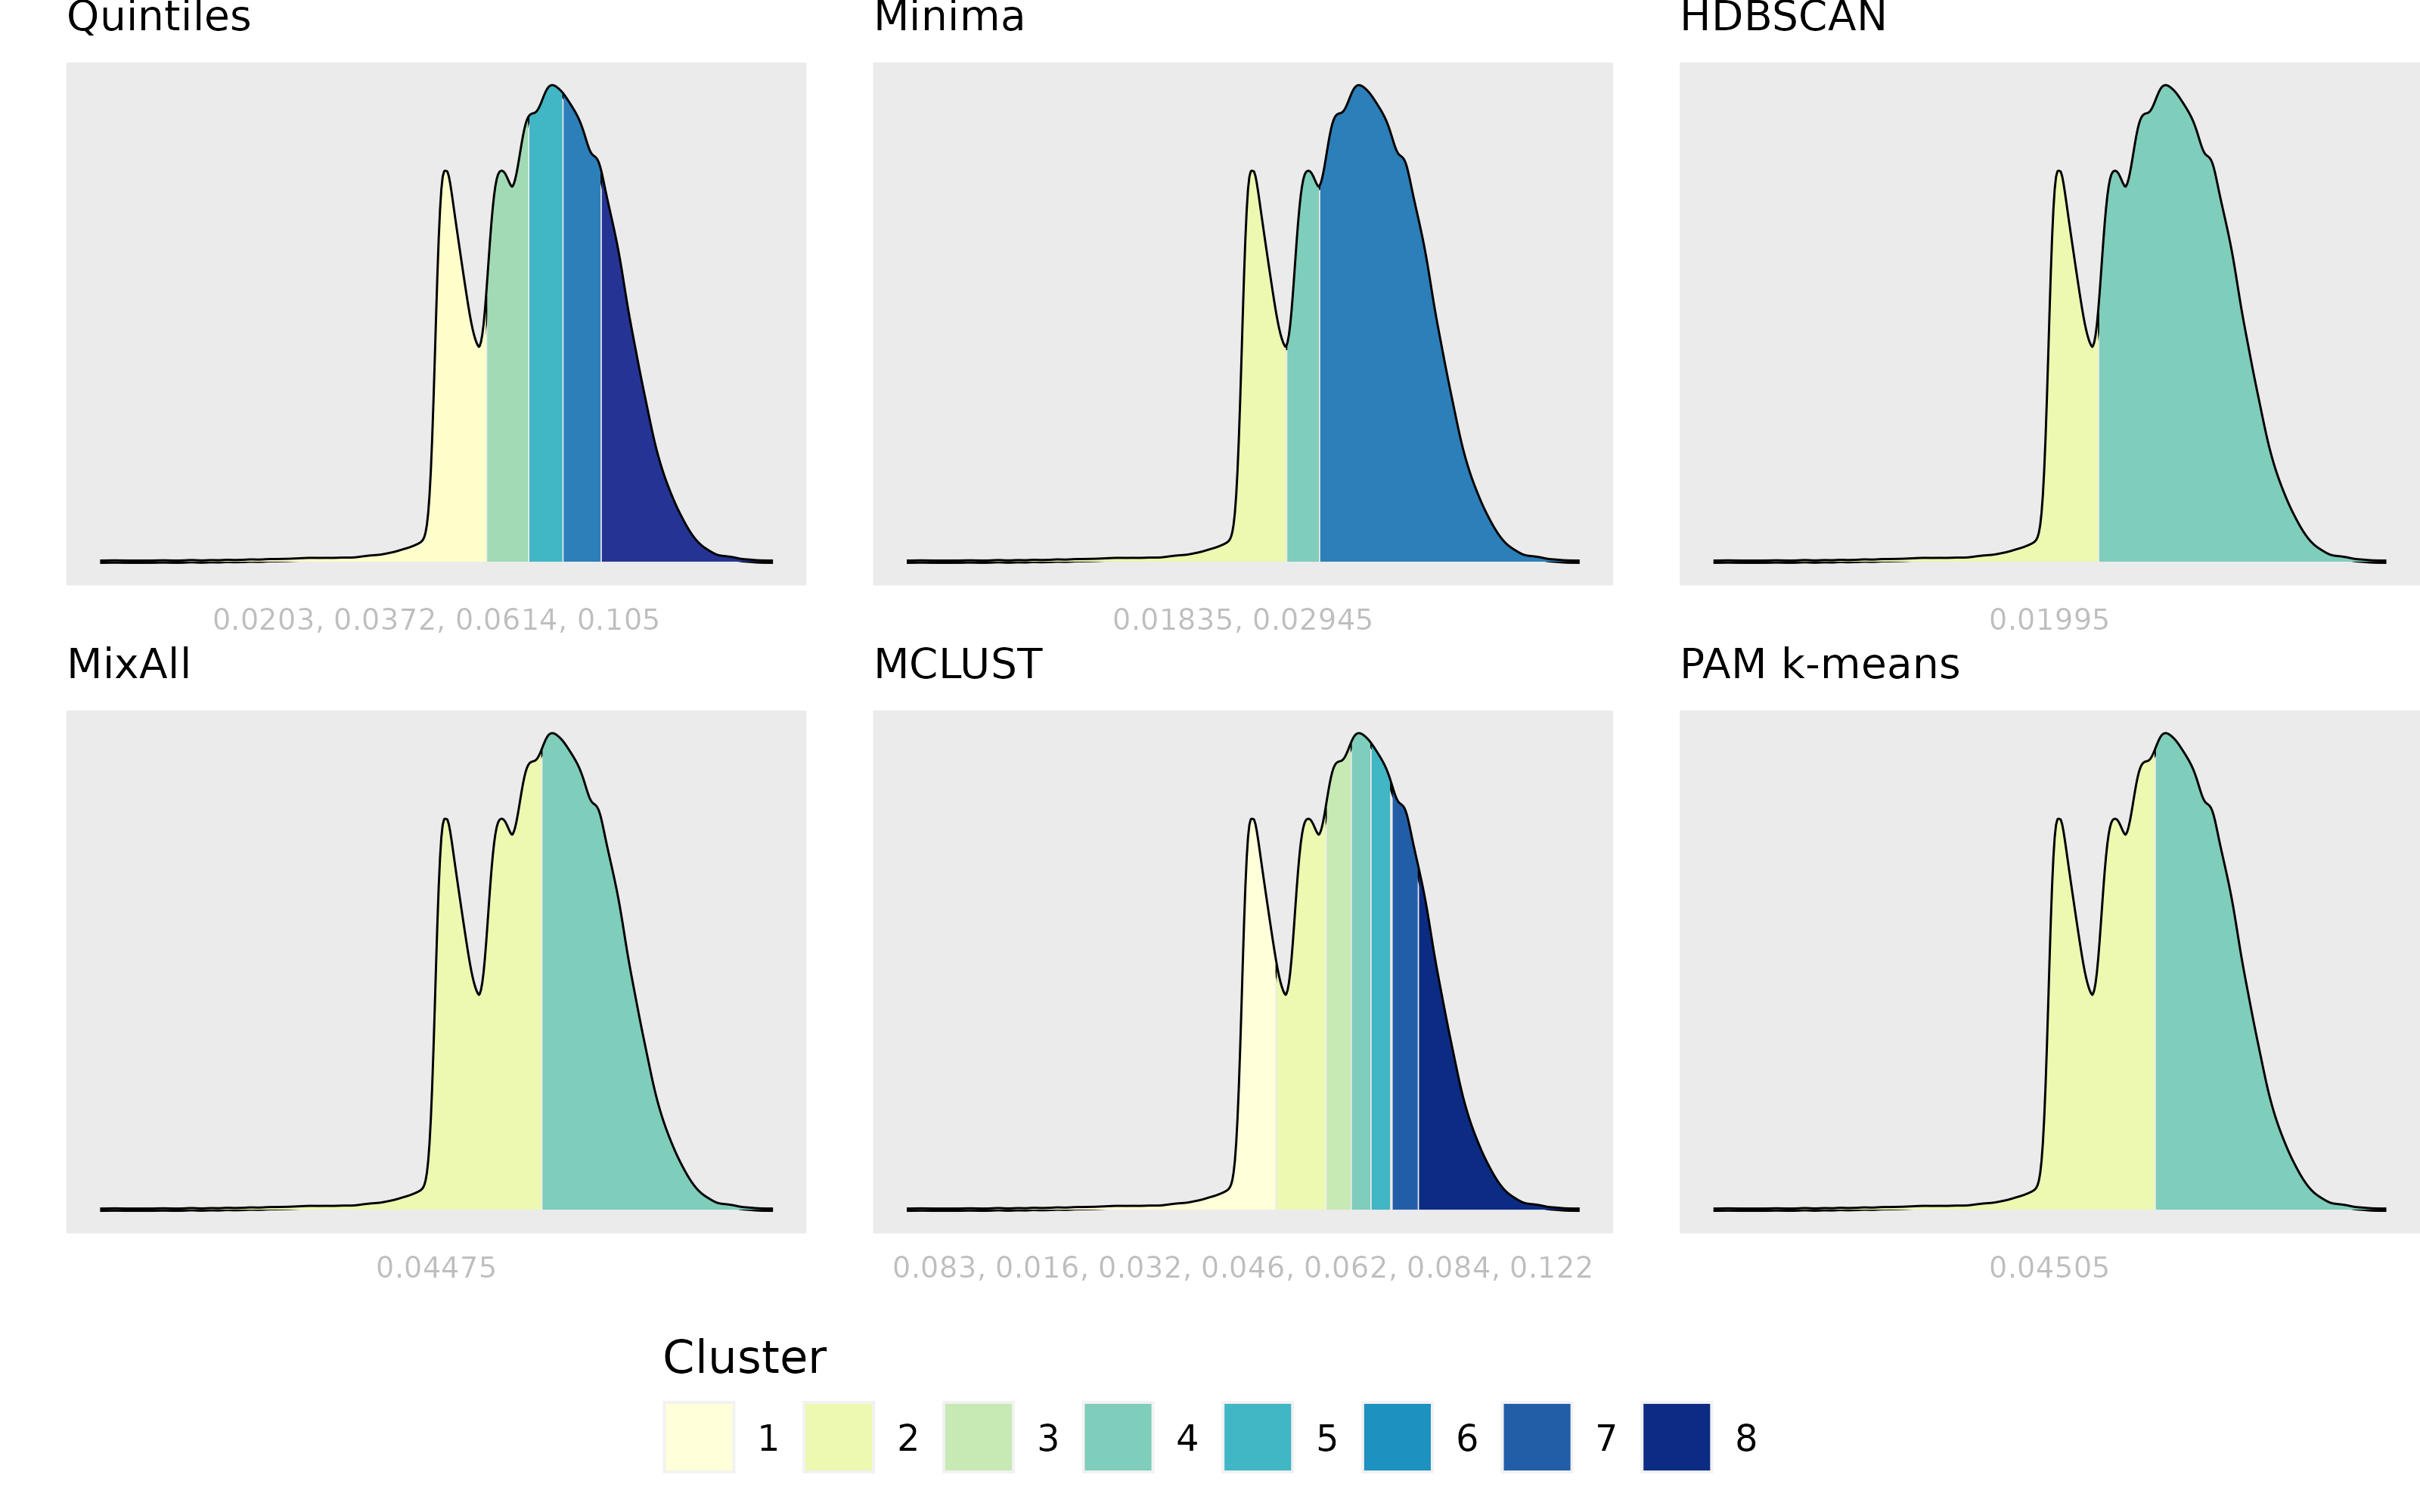 Quintiles Minima HDBSCAN
0.0203, 0.0372, 0.0614, 0.105 0.01835, 0.02945 0.01995
MixAll MCLUST PAM k-means
0.04475 0.083, 0.016, 0.032, 0.046, 0.062, 0.084, 0.122 0.04505
Cluster
1 2 3 4 5 6 7 8